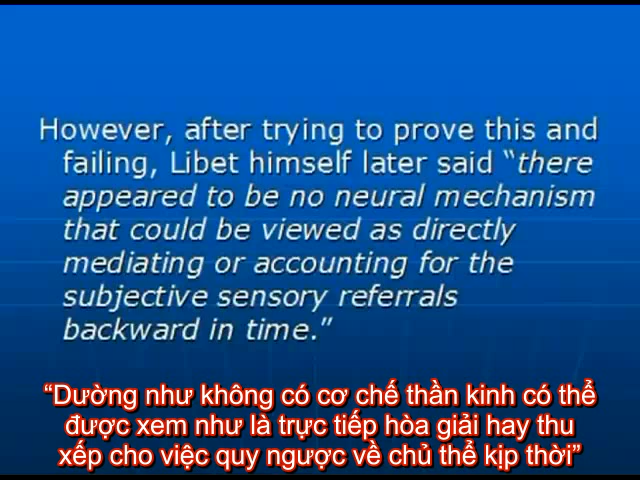 However, after trying to prove this and
failing, Libet himself later said “there
appeared to be no neural mechanism
that could be viewed as directly
mediating or accounting for the
subjective sensory referrals
backward in time.”
“Dường như không có cơ chế thần kinh có thể
được xem như là trực tiếp hòa giải hay thu
xếp cho việc quy ngược về chủ thể kịp thời”